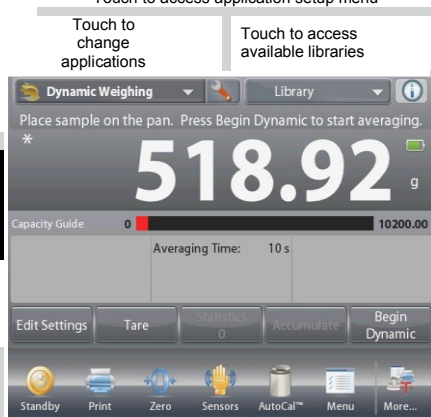 Touch to access application setup menu
Touch to
change
applications
Touch to access
available libraries
Dynamic Weighing
Library
Place sample on the pan. Press Begin Dynamic to start averaging.
*
518.92
g
Capacity Guide 0 10200.00
Averaging Time: 10 s
Edit Settings
Tare
Statistics
0
Accumulate
Begin
Dynamic
Standby
Print
Zero
Sensors
AutoCal™
Menu
More...